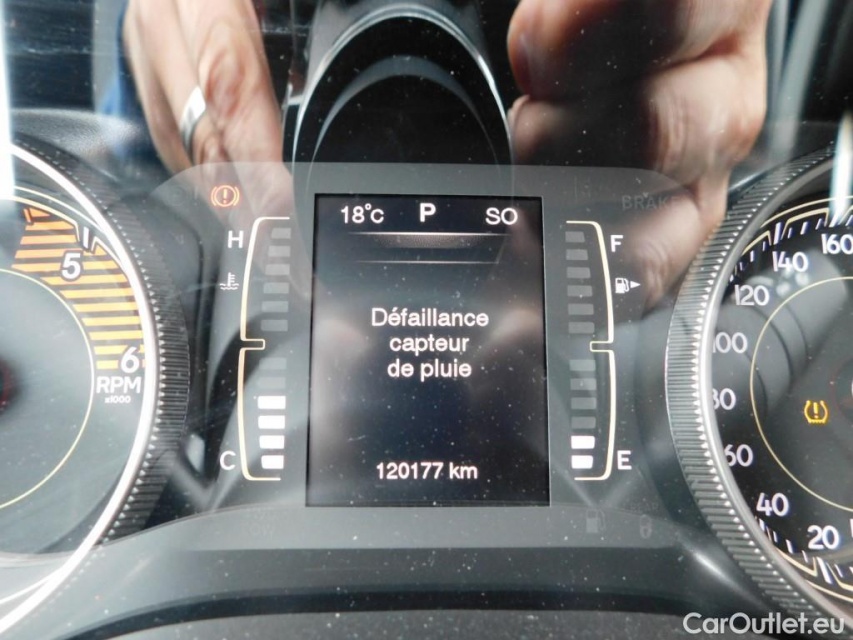 18°C P SO
BRAKE
H
F
5
6
RPM
x1000
Défaillance
capteur
de pluie
120177 km
C
E
160
140
120
100
80
60
40
20
CarOutlet.eu